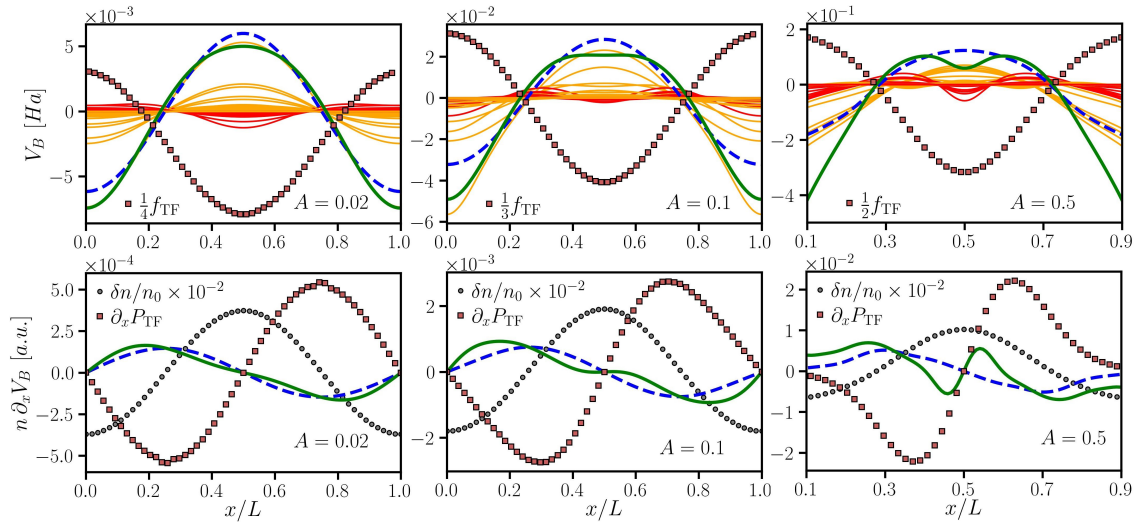 ×10⁻³
×10⁻²
×10⁻¹
V_B [Ha]
5
0
−5
2
0
−2
−4
−6
2
0
−2
−4
¼f_TF
A = 0.02
⅓f_TF
A = 0.1
½f_TF
A = 0.5
0.0 0.2 0.4 0.6 0.8 1.0
0.0 0.2 0.4 0.6 0.8 1.0
0.1 0.3 0.5 0.7 0.9
×10⁻⁴
×10⁻³
×10⁻²
n ∂ₓV_B [a.u.]
5.0
2.5
0.0
−2.5
−5.0
2
0
−2
2
1
0
−1
−2
δn/n₀ × 10⁻²
∂ₓP_TF
A = 0.02
δn/n₀ × 10⁻²
∂ₓP_TF
A = 0.1
δn/n₀ × 10⁻²
∂ₓP_TF
A = 0.5
0.0 0.2 0.4 0.6 0.8 1.0
0.0 0.2 0.4 0.6 0.8 1.0
0.1 0.3 0.5 0.7 0.9
x/L
x/L
x/L